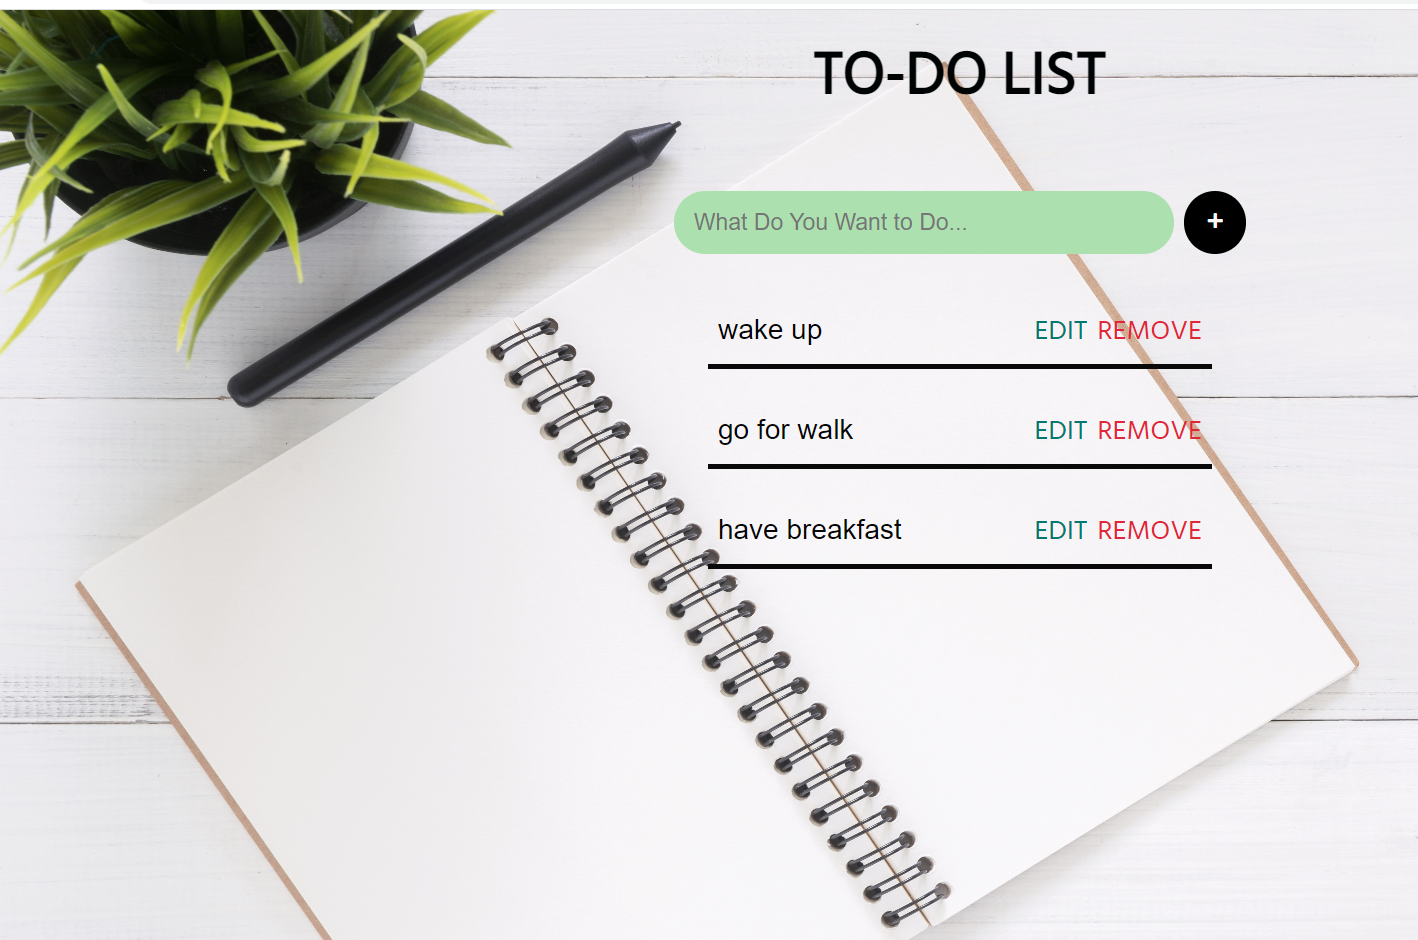 TO-DO LIST
What Do You Want to Do...
+
wake up EDIT REMOVE
go for walk EDIT REMOVE
have breakfast EDIT REMOVE